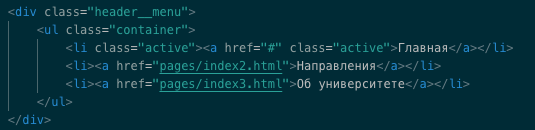 <div class="header__menu">
<ul class="container">
<li class="active"><a href="#" class="active">Главная</a></li>
<li><a href="pages/index2.html">Направления</a></li>
<li><a href="pages/index3.html">Об университете</a></li>
</ul>
</div>